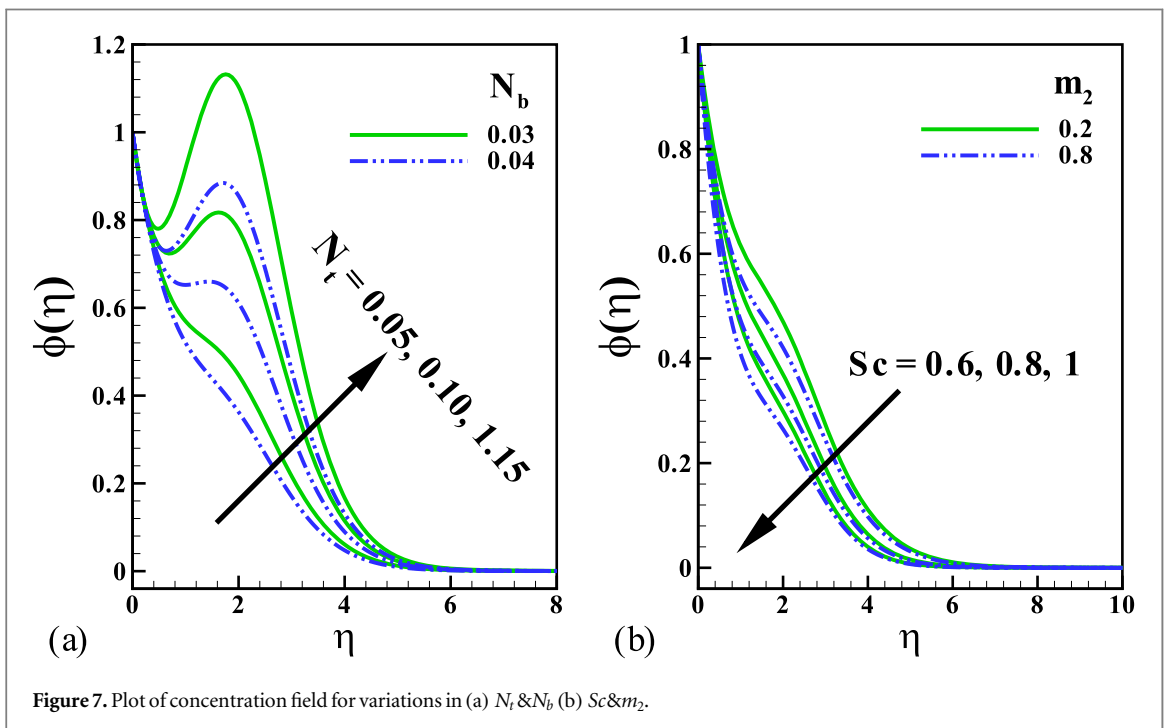 1.2
1
0.8
0.6
0.4
0.2
0
0 2 4 6 8
ϕ(η)
η
N_b
0.03
0.04
N_t = 0.05, 0.10, 1.15
(a)
1
0.8
0.6
0.4
0.2
0
0 2 4 6 8 10
ϕ(η)
η
m_2
0.2
0.8
Sc = 0.6, 0.8, 1
(b)
Figure 7. Plot of concentration field for variations in (a) N_t&N_b (b) Sc&m_2.